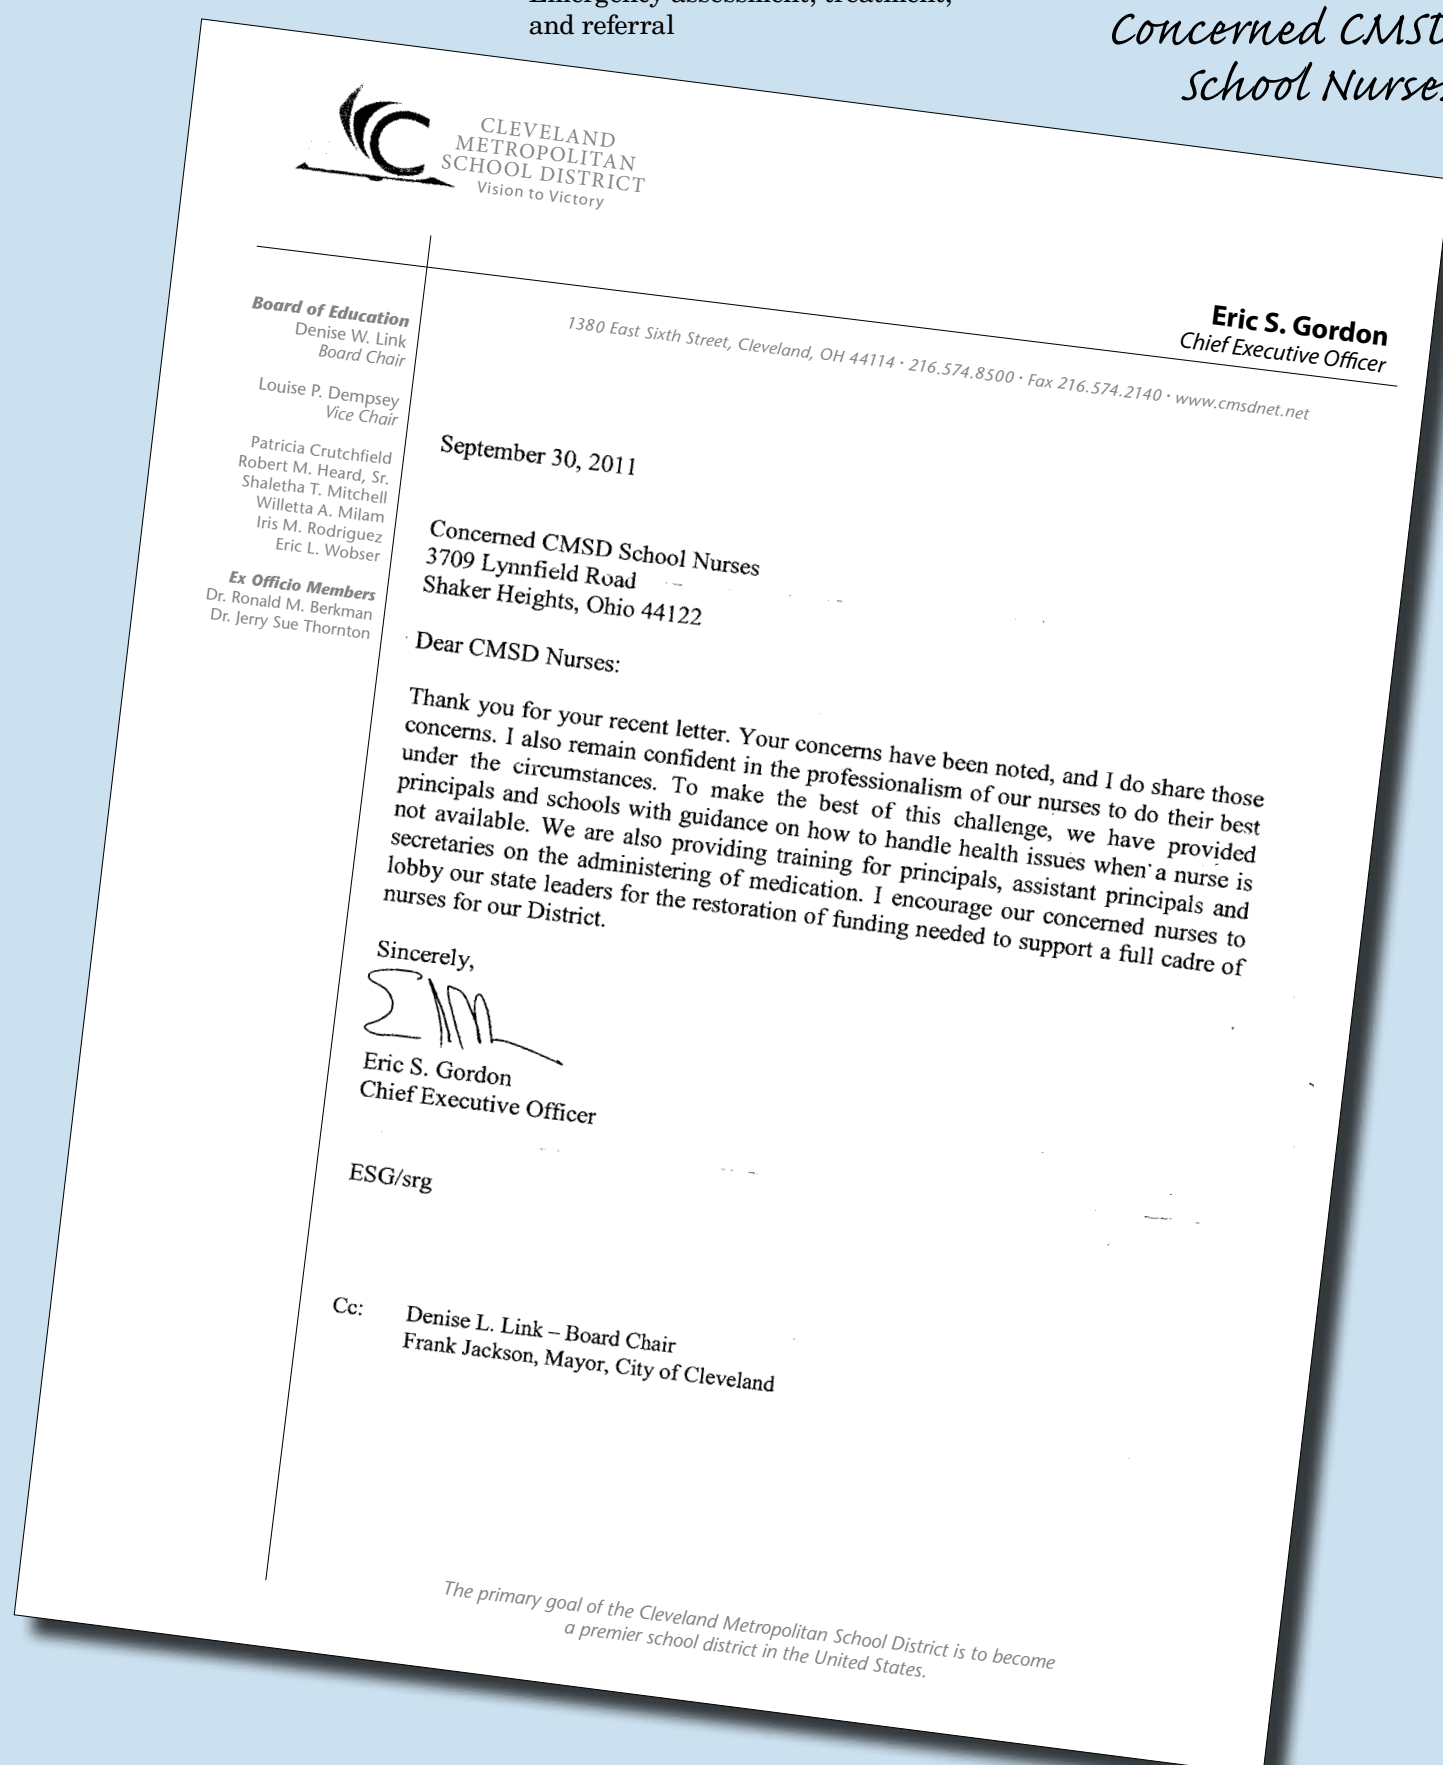 Emergency assessment, treatment,
and referral
Concerned CMSD
School Nurses
CLEVELAND
METROPOLITAN
SCHOOL DISTRICT
Vision to Victory
Eric S. Gordon
Chief Executive Officer
1380 East Sixth Street, Cleveland, OH 44114 · 216.574.8500 · Fax 216.574.2140 · www.cmsdnet.net
Board of Education
Denise W. Link
Board Chair
Louise P. Dempsey
Vice Chair
Patricia Crutchfield
Robert M. Heard, Sr.
Shaletha T. Mitchell
Willetta A. Milam
Iris M. Rodriguez
Eric L. Wobser
Ex Officio Members
Dr. Ronald M. Berkman
Dr. Jerry Sue Thornton
September 30, 2011
Concerned CMSD School Nurses
3709 Lynnfield Road
Shaker Heights, Ohio 44122
Dear CMSD Nurses:
Thank you for your recent letter. Your concerns have been noted, and I do share those
concerns. I also remain confident in the professionalism of our nurses to do their best
under the circumstances. To make the best of this challenge, we have provided
principals and schools with guidance on how to handle health issues when a nurse is
not available. We are also providing training for principals, assistant principals and
secretaries on the administering of medication. I encourage our concerned nurses to
lobby our state leaders for the restoration of funding needed to support a full cadre of
nurses for our District.
Sincerely,
Eric S. Gordon
Chief Executive Officer
ESG/srg
Cc: Denise L. Link – Board Chair
Frank Jackson, Mayor, City of Cleveland
The primary goal of the Cleveland Metropolitan School District is to become
a premier school district in the United States.